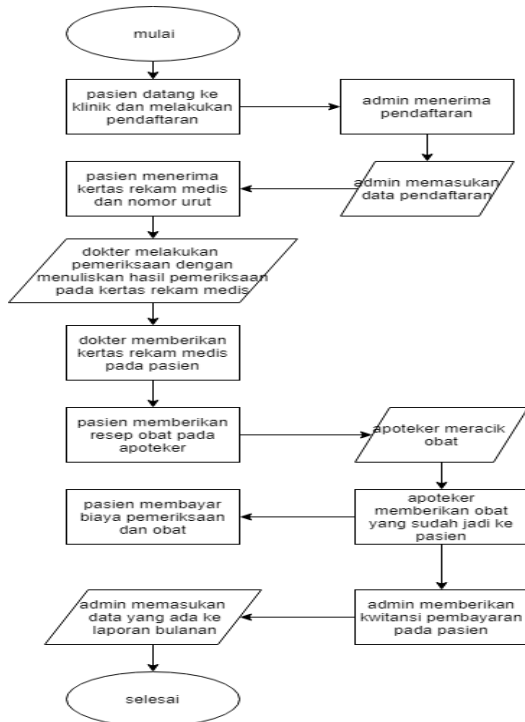 mulai
pasien datang ke
klinik dan melakukan
pendaftaran
admin menerima
pendaftaran
admin memasukan
data pendaftaran
pasien menerima
kertas rekam medis
dan nomor urut
dokter melakukan
pemeriksaan dengan
menuliskan hasil pemeriksaan
pada kertas rekam medis
dokter memberikan
kertas rekam medis
pada pasien
pasien memberikan
resep obat pada
apoteker
apoteker meracik
obat
apoteker
memberikan obat
yang sudah jadi ke
pasien
pasien membayar
biaya pemeriksaan
dan obat
admin memberikan
kwitansi pembayaran
pada pasien
admin memasukan
data yang ada ke
laporan bulanan
selesai